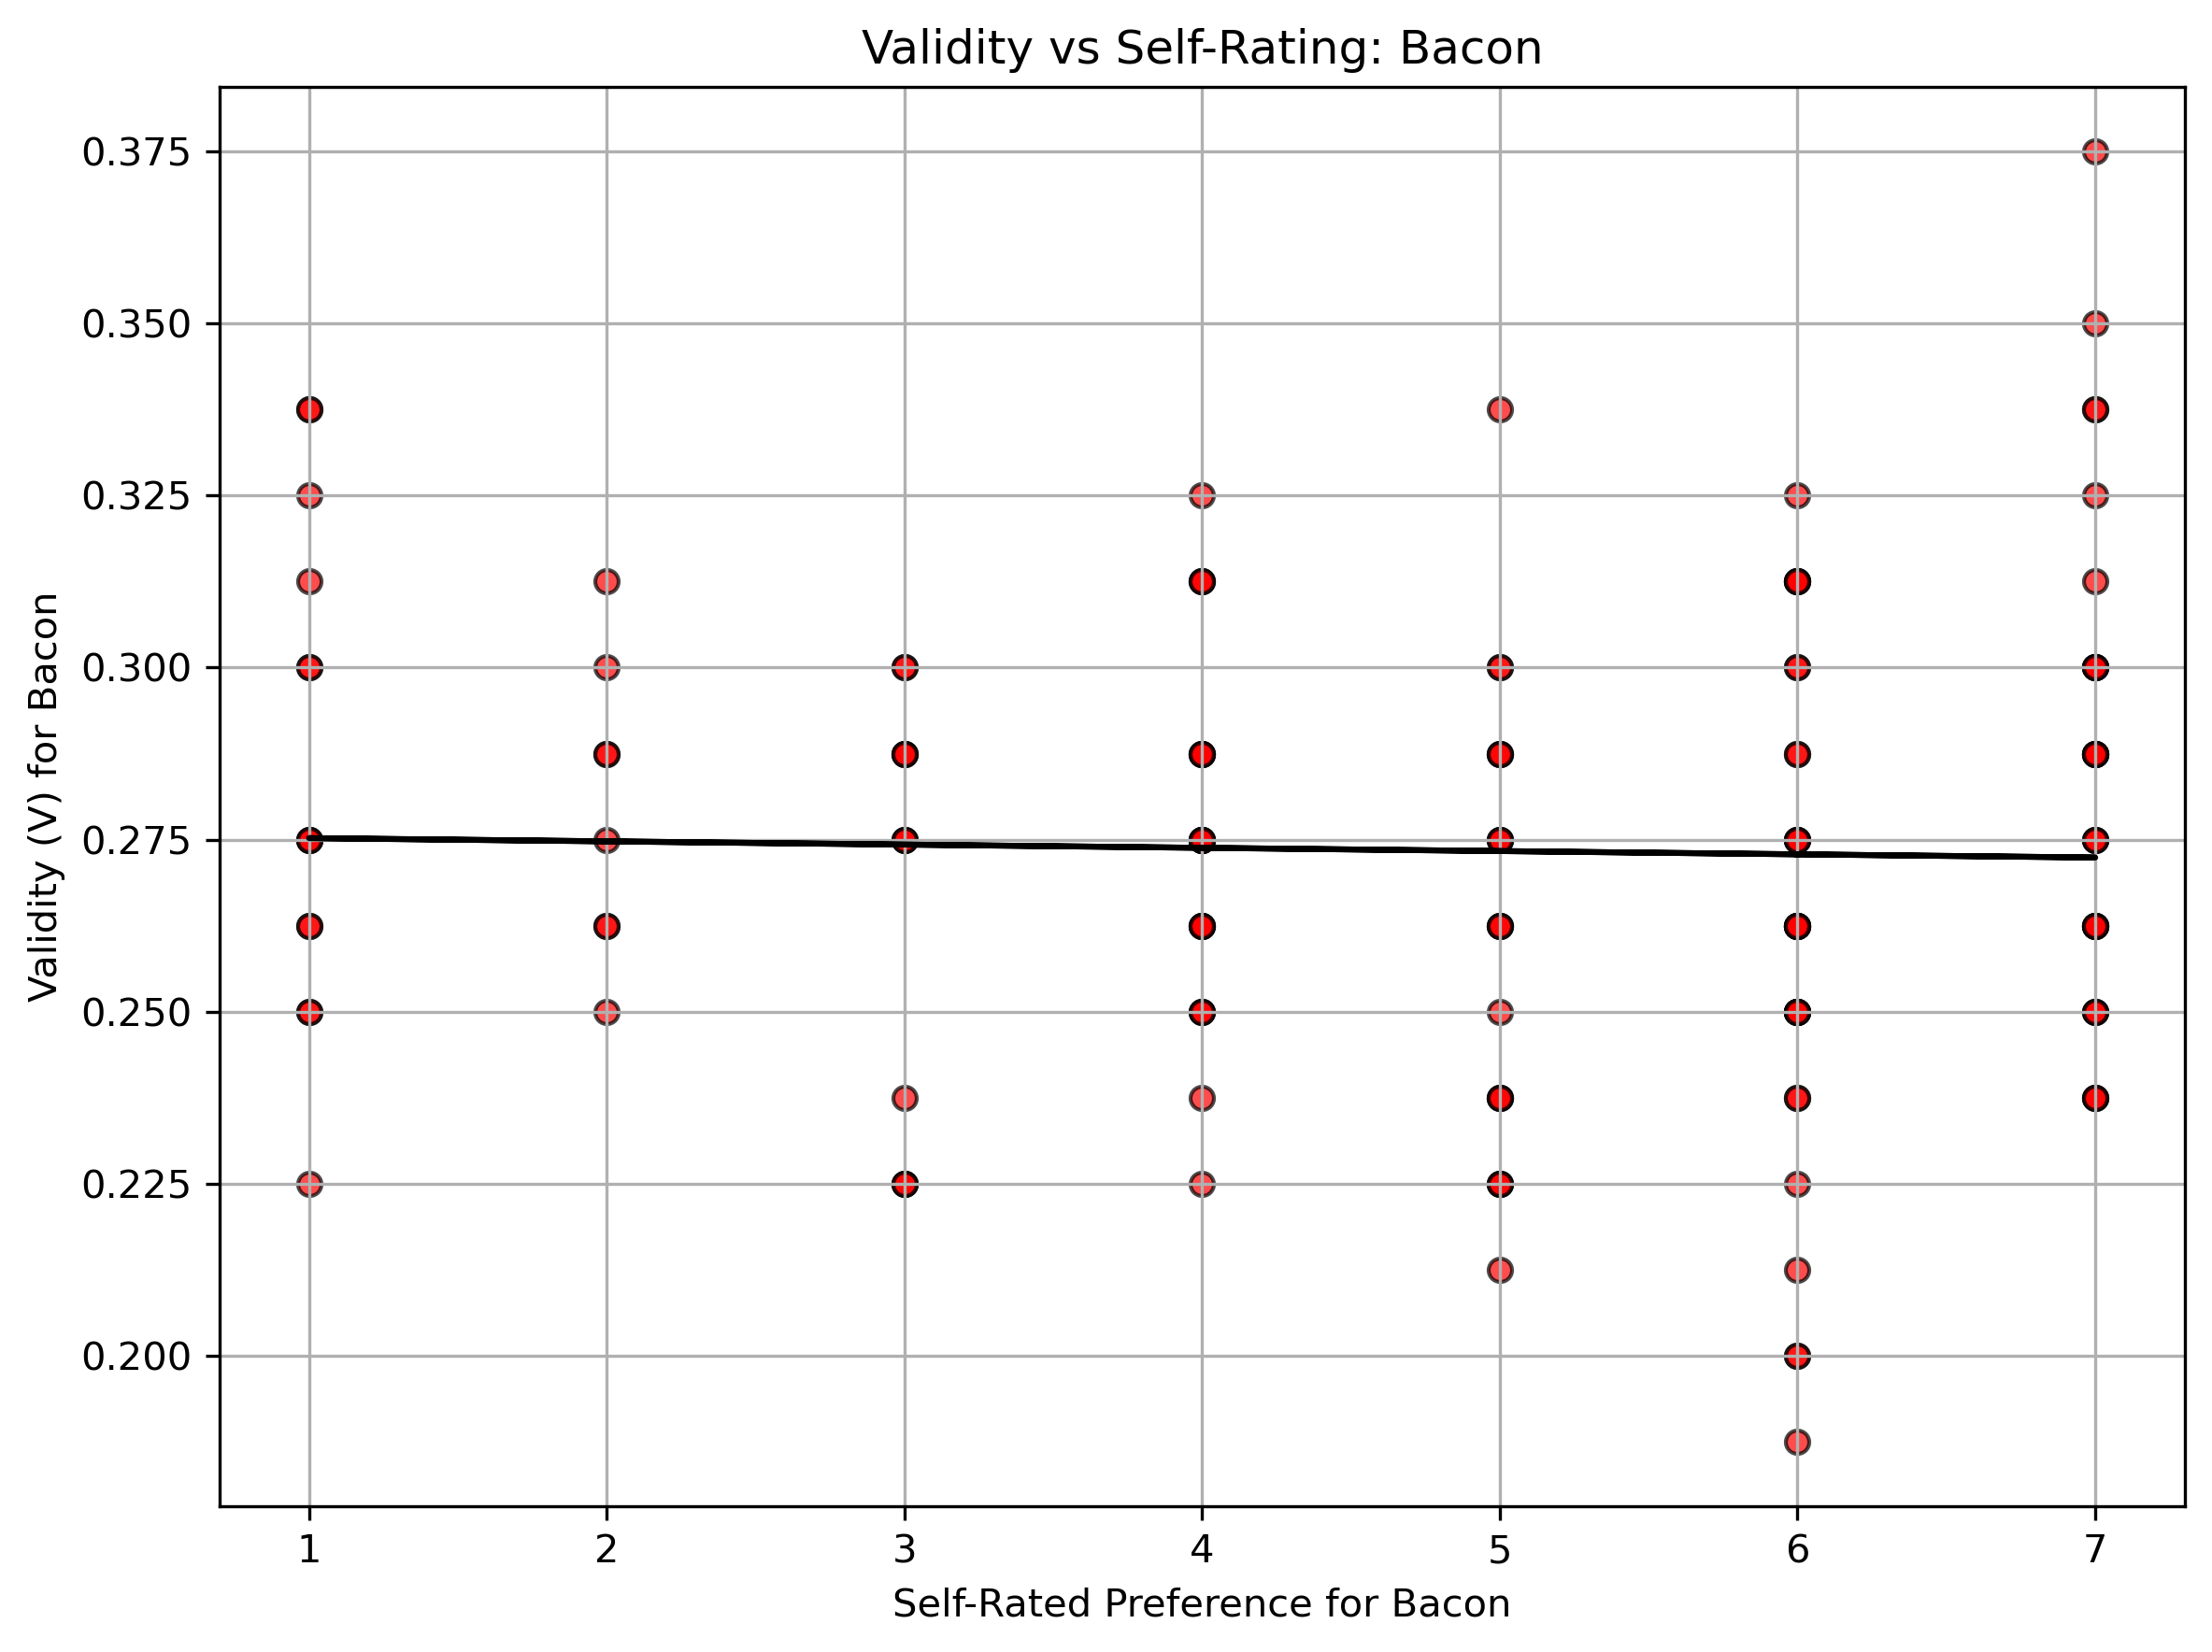 Validity vs Self-Rating: Bacon
Validity (V) for Bacon
0.375
0.350
0.325
0.300
0.275
0.250
0.225
0.200
1 2 3 4 5 6 7
Self-Rated Preference for Bacon